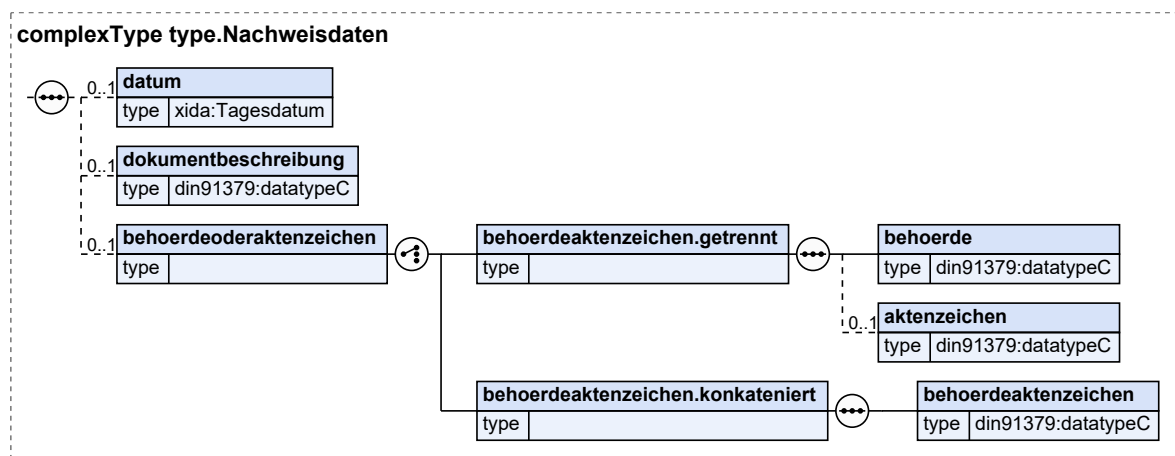 complexType type.Nachweisdaten
0..1 datum
type xida:Tagesdatum
0..1 dokumentbeschreibung
type din91379:datatypeC
0..1 behoerdeoderaktenzeichen
type
behoerdeaktenzeichen.getrennt
type
behoerde
type din91379:datatypeC
0..1 aktenzeichen
type din91379:datatypeC
behoerdeaktenzeichen.konkateniert
type
behoerdeaktenzeichen
type din91379:datatypeC